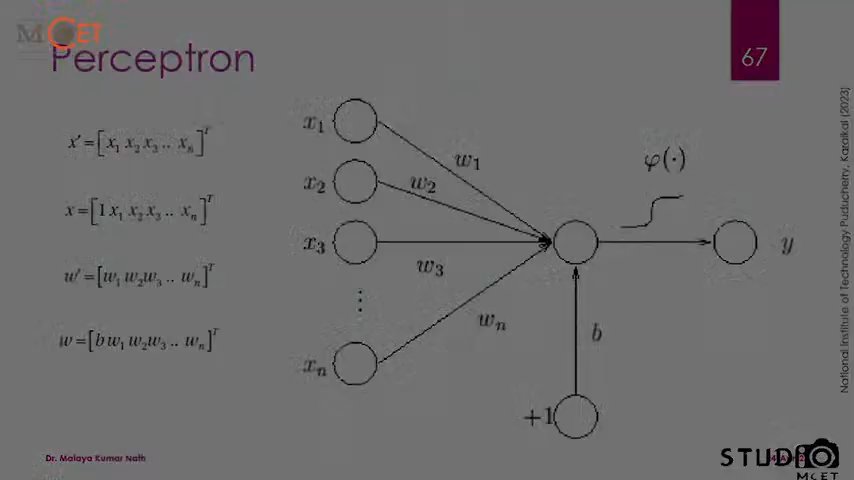 MCET
Perceptron
67
x' = [x₁ x₂ x₃ .. xₙ]ᵀ
x = [1 x₁ x₂ x₃ .. xₙ]ᵀ
w' = [w₁ w₂ w₃ .. wₙ]ᵀ
w = [b w₁ w₂ w₃ .. wₙ]ᵀ
x₁
x₂
x₃
⋮
xₙ
w₁
w₂
w₃
wₙ
φ(·)
y
b
+1
National Institute of Technology Puducherry, Karaikal (2023)
Dr. Malaya Kumar Nath
STUDIO
MCET